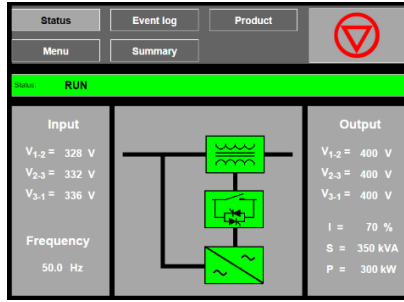 Status Event log Product
Menu Summary
Status: RUN
Input
V1-2 = 328 V
V2-3 = 332 V
V3-1 = 336 V
Frequency
50.0 Hz
Output
V1-2 = 400 V
V2-3 = 400 V
V3-1 = 400 V
I = 70 %
S = 350 kVA
P = 300 kW